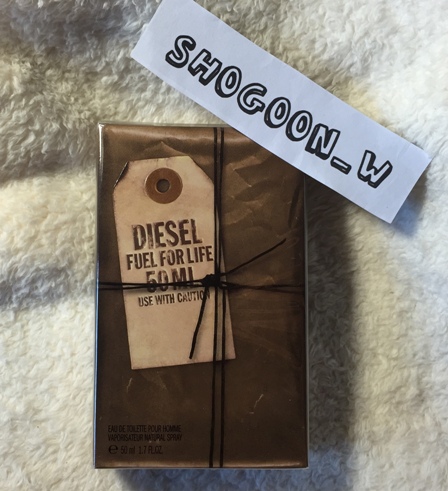 SHOGOON_W
DIESEL
FUEL FOR LIFE
50 ML
USE WITH CAUTION
EAU DE TOILETTE POUR HOMME
VAPORISATEUR NATURAL SPRAY
e 50 ml 1.7 FL.OZ.